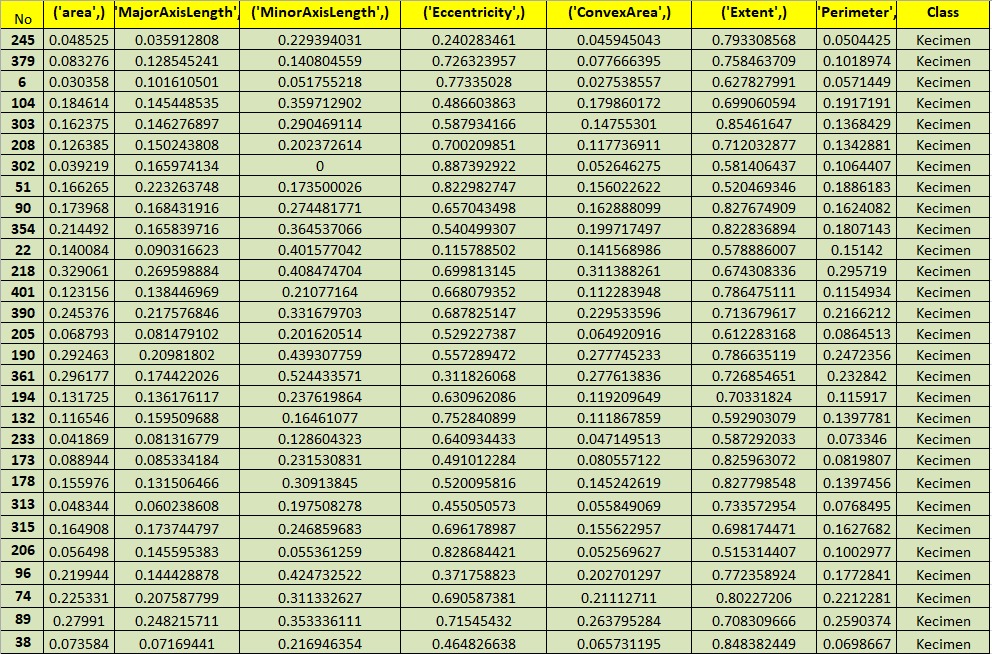 No ('area',) 'MajorAxisLength', ('MinorAxisLength',) ('Eccentricity',) ('ConvexArea',) ('Extent',) 'Perimeter', Class
245 0.048525 0.035912808 0.229394031 0.240283461 0.045945043 0.793308568 0.0504425 Kecimen
379 0.083276 0.128545241 0.140804559 0.726323957 0.077666395 0.758463709 0.1018974 Kecimen
6 0.030358 0.101610501 0.051755218 0.77335028 0.027538557 0.627827991 0.0571449 Kecimen
104 0.184614 0.145448535 0.359712902 0.486603863 0.179860172 0.699060594 0.1917191 Kecimen
303 0.162375 0.146276897 0.290469114 0.587934166 0.14755301 0.85461647 0.1368429 Kecimen
208 0.126385 0.150243808 0.202372614 0.700209851 0.117736911 0.712032877 0.1342881 Kecimen
302 0.039219 0.165974134 0 0.887392922 0.052646275 0.581406437 0.1064407 Kecimen
51 0.166265 0.223263748 0.173500026 0.822982747 0.156022622 0.520469346 0.1886183 Kecimen
90 0.173968 0.168431916 0.274481771 0.657043498 0.162888099 0.827674909 0.1624082 Kecimen
354 0.214492 0.165839716 0.364537066 0.540499307 0.199717497 0.822836894 0.1807143 Kecimen
22 0.140084 0.090316623 0.401577042 0.115788502 0.141568986 0.578886007 0.15142 Kecimen
218 0.329061 0.269598884 0.408474704 0.699813145 0.311388261 0.674308336 0.295719 Kecimen
401 0.123156 0.138446969 0.21077164 0.668079352 0.112283948 0.786475111 0.1154934 Kecimen
390 0.245376 0.217576846 0.331679703 0.687825147 0.229533596 0.713679617 0.2166212 Kecimen
205 0.068793 0.081479102 0.201620514 0.529227387 0.064920916 0.612283168 0.0864513 Kecimen
190 0.292463 0.20981802 0.439307759 0.557289472 0.277745233 0.786635119 0.2472356 Kecimen
361 0.296177 0.174422026 0.524433571 0.311826068 0.277613836 0.726854651 0.232842 Kecimen
194 0.131725 0.136176117 0.237619864 0.630962086 0.119209649 0.70331824 0.115917 Kecimen
132 0.116546 0.159509688 0.16461077 0.752840899 0.111867859 0.592903079 0.1397781 Kecimen
233 0.041869 0.081316779 0.128604323 0.640934433 0.047149513 0.587292033 0.073346 Kecimen
173 0.088944 0.085334184 0.231530831 0.491012284 0.080557122 0.825963072 0.0819807 Kecimen
178 0.155976 0.131506466 0.30913845 0.520095816 0.145242619 0.827798548 0.1397456 Kecimen
313 0.048344 0.060238608 0.197508278 0.455050573 0.055849069 0.733572954 0.0768495 Kecimen
315 0.164908 0.173744797 0.246859683 0.696178987 0.155622957 0.698174471 0.1627682 Kecimen
206 0.056498 0.145595383 0.055361259 0.828684421 0.052569627 0.515314407 0.1002977 Kecimen
96 0.219944 0.144428878 0.424732522 0.371758823 0.202701297 0.772358924 0.1772841 Kecimen
74 0.225331 0.207587799 0.311332627 0.690587381 0.21112711 0.80227206 0.2212281 Kecimen
89 0.27991 0.248215711 0.353336111 0.71545432 0.263795284 0.708309666 0.2590374 Kecimen
38 0.073584 0.07169441 0.216946354 0.464826638 0.065731195 0.848382449 0.0698667 Kecimen